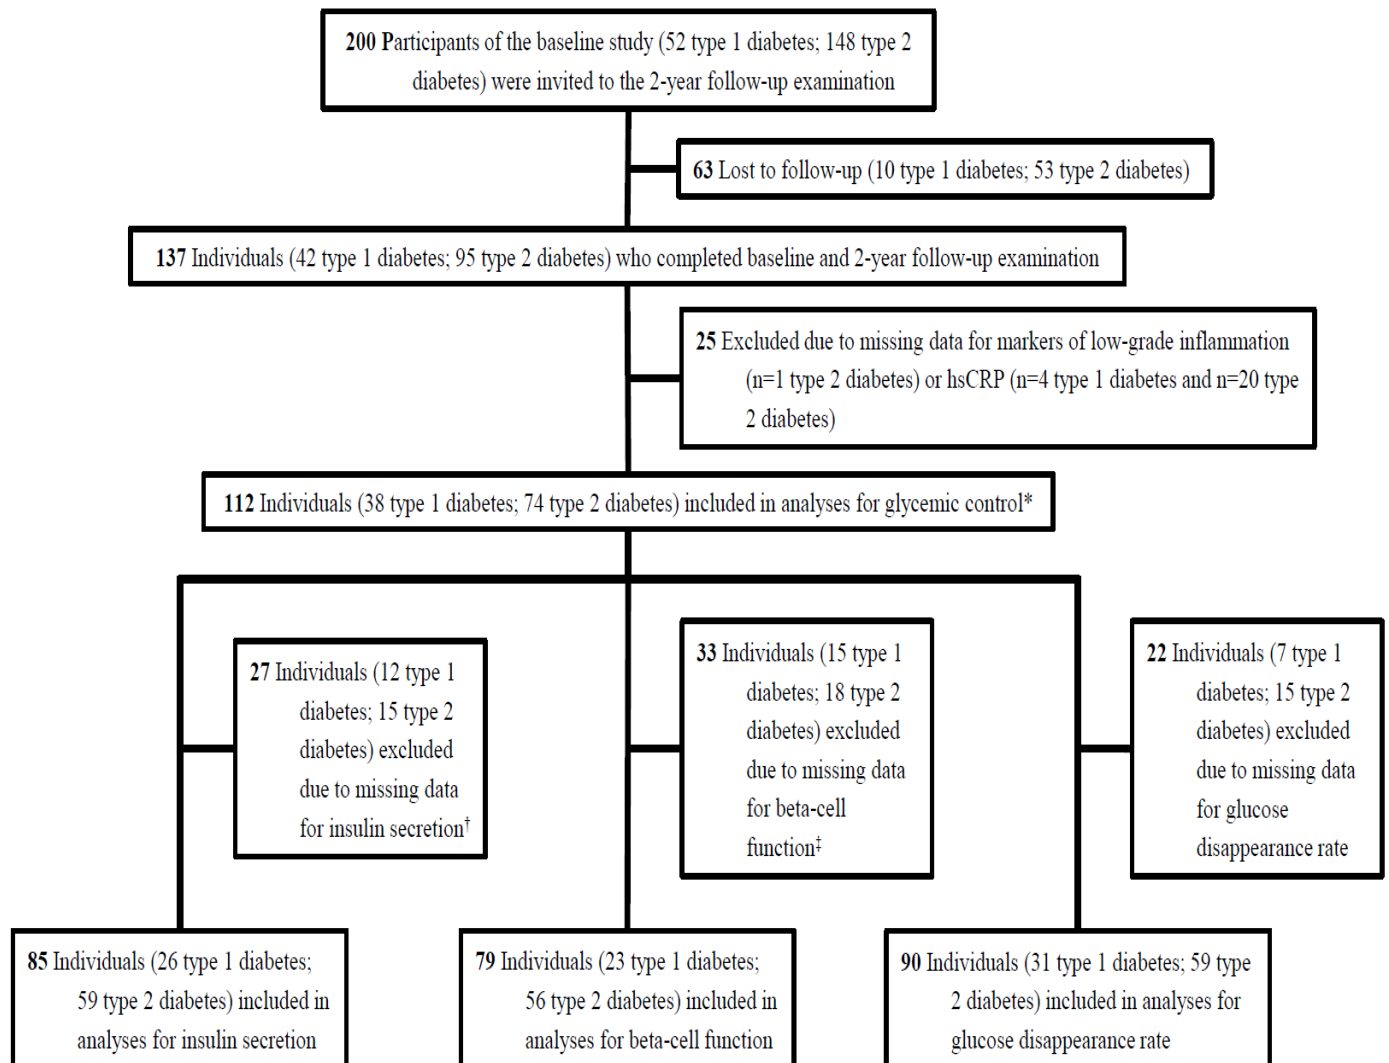 200 Participants of the baseline study (52 type 1 diabetes; 148 type 2
diabetes) were invited to the 2-year follow-up examination
63 Lost to follow-up (10 type 1 diabetes; 53 type 2 diabetes)
137 Individuals (42 type 1 diabetes; 95 type 2 diabetes) who completed baseline and 2-year follow-up examination
25 Excluded due to missing data for markers of low-grade inflammation
(n=1 type 2 diabetes) or hsCRP (n=4 type 1 diabetes and n=20 type
2 diabetes)
112 Individuals (38 type 1 diabetes; 74 type 2 diabetes) included in analyses for glycemic control*
27 Individuals (12 type 1
diabetes; 15 type 2
diabetes) excluded
due to missing data
for insulin secretion†
33 Individuals (15 type 1
diabetes; 18 type 2
diabetes) excluded
due to missing data
for beta-cell
function‡
22 Individuals (7 type 1
diabetes; 15 type 2
diabetes) excluded
due to missing data
for glucose
disappearance rate
85 Individuals (26 type 1 diabetes;
59 type 2 diabetes) included in
analyses for insulin secretion
79 Individuals (23 type 1 diabetes;
56 type 2 diabetes) included in
analyses for beta-cell function
90 Individuals (31 type 1 diabetes; 59 type
2 diabetes) included in analyses for
glucose disappearance rate